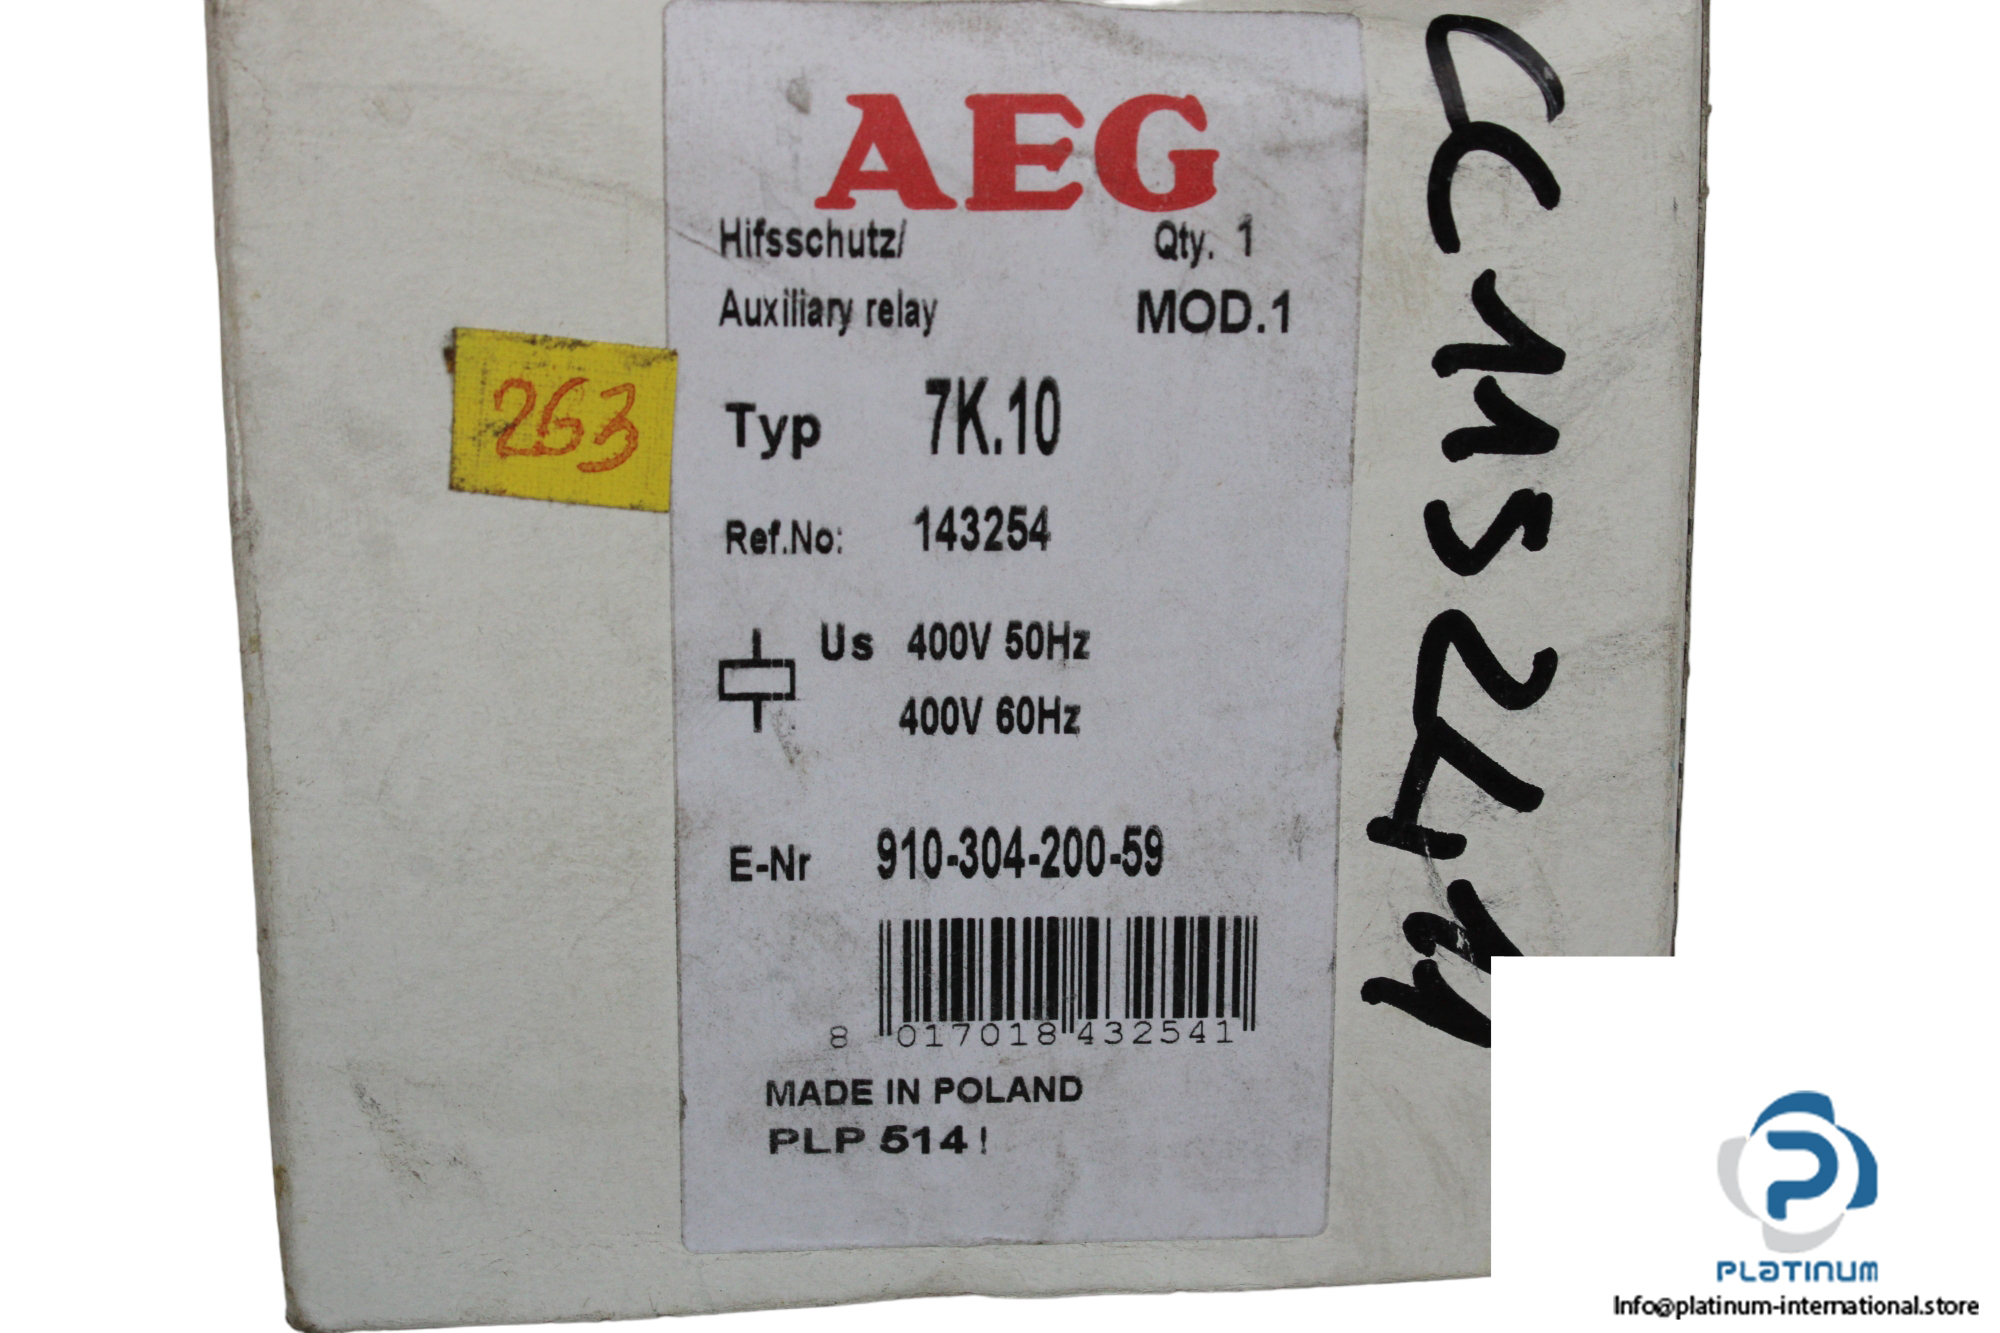 AEG
Hifsschutz/ Qty. 1
Auxiliary relay MOD.1
263
Typ 7K.10
Ref.No: 143254
Us 400V 50Hz
400V 60Hz
E-Nr 910-304-200-59
8 017018 432541
MADE IN POLAND
PLP 514!
PLATINUM
Info@platinum-international.store